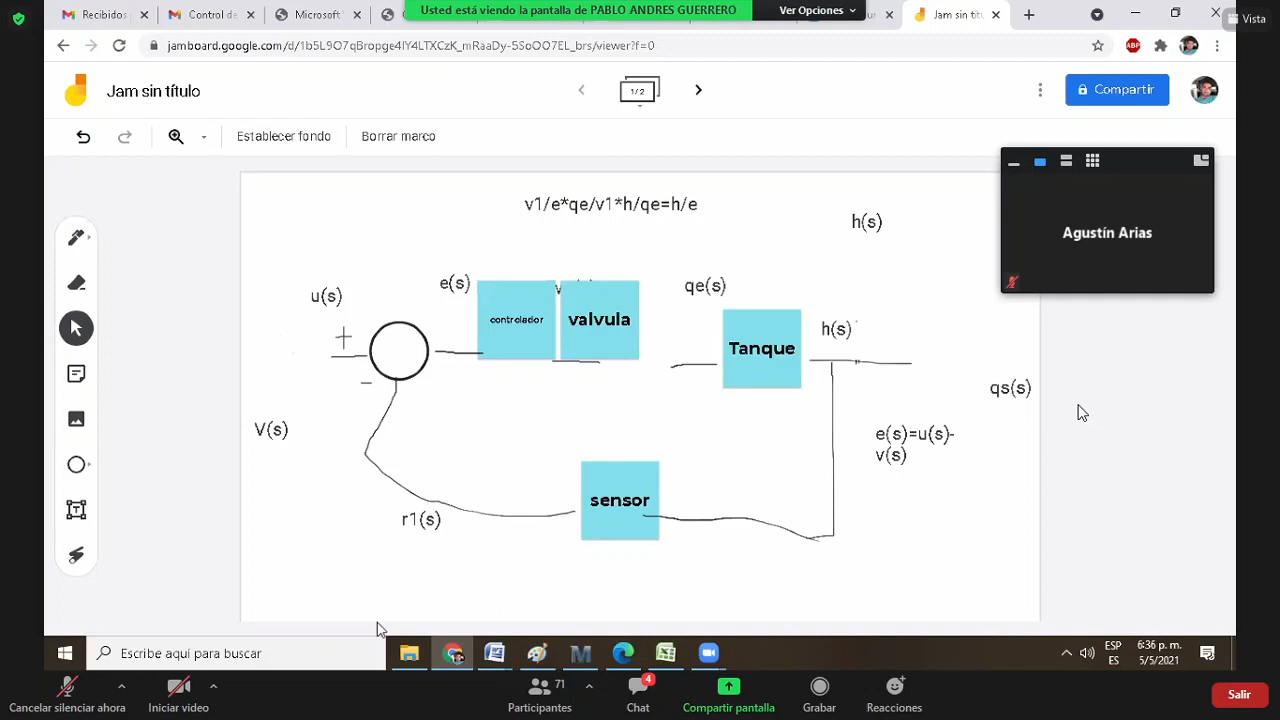 Usted está viendo la pantalla de PABLO ANDRES GUERRERO
Ver Opciones
Recibidos
Control de
Microsoft
Jam sin tít
Vista
jamboard.google.com/d/1b5L9O7qBropge4IY4LTXCzK_mRaaDy-5SoOO7EL_brs/viewer?f=0
ABP
Jam sin título
1/2
Compartir
Establecer fondo
Borrar marco
v1/e*qe/v1*h/qe=h/e
h(s)
Agustín Arias
u(s)
e(s)
qe(s)
controlador
valvula
Tanque
h(s)
qs(s)
V(s)
e(s)=u(s)-
v(s)
sensor
r1(s)
Escribe aquí para buscar
ESP
ES
6:36 p. m.
5/5/2021
Cancelar silenciar ahora
Iniciar video
71
Participantes
4
Chat
Compartir pantalla
Grabar
Reacciones
Salir